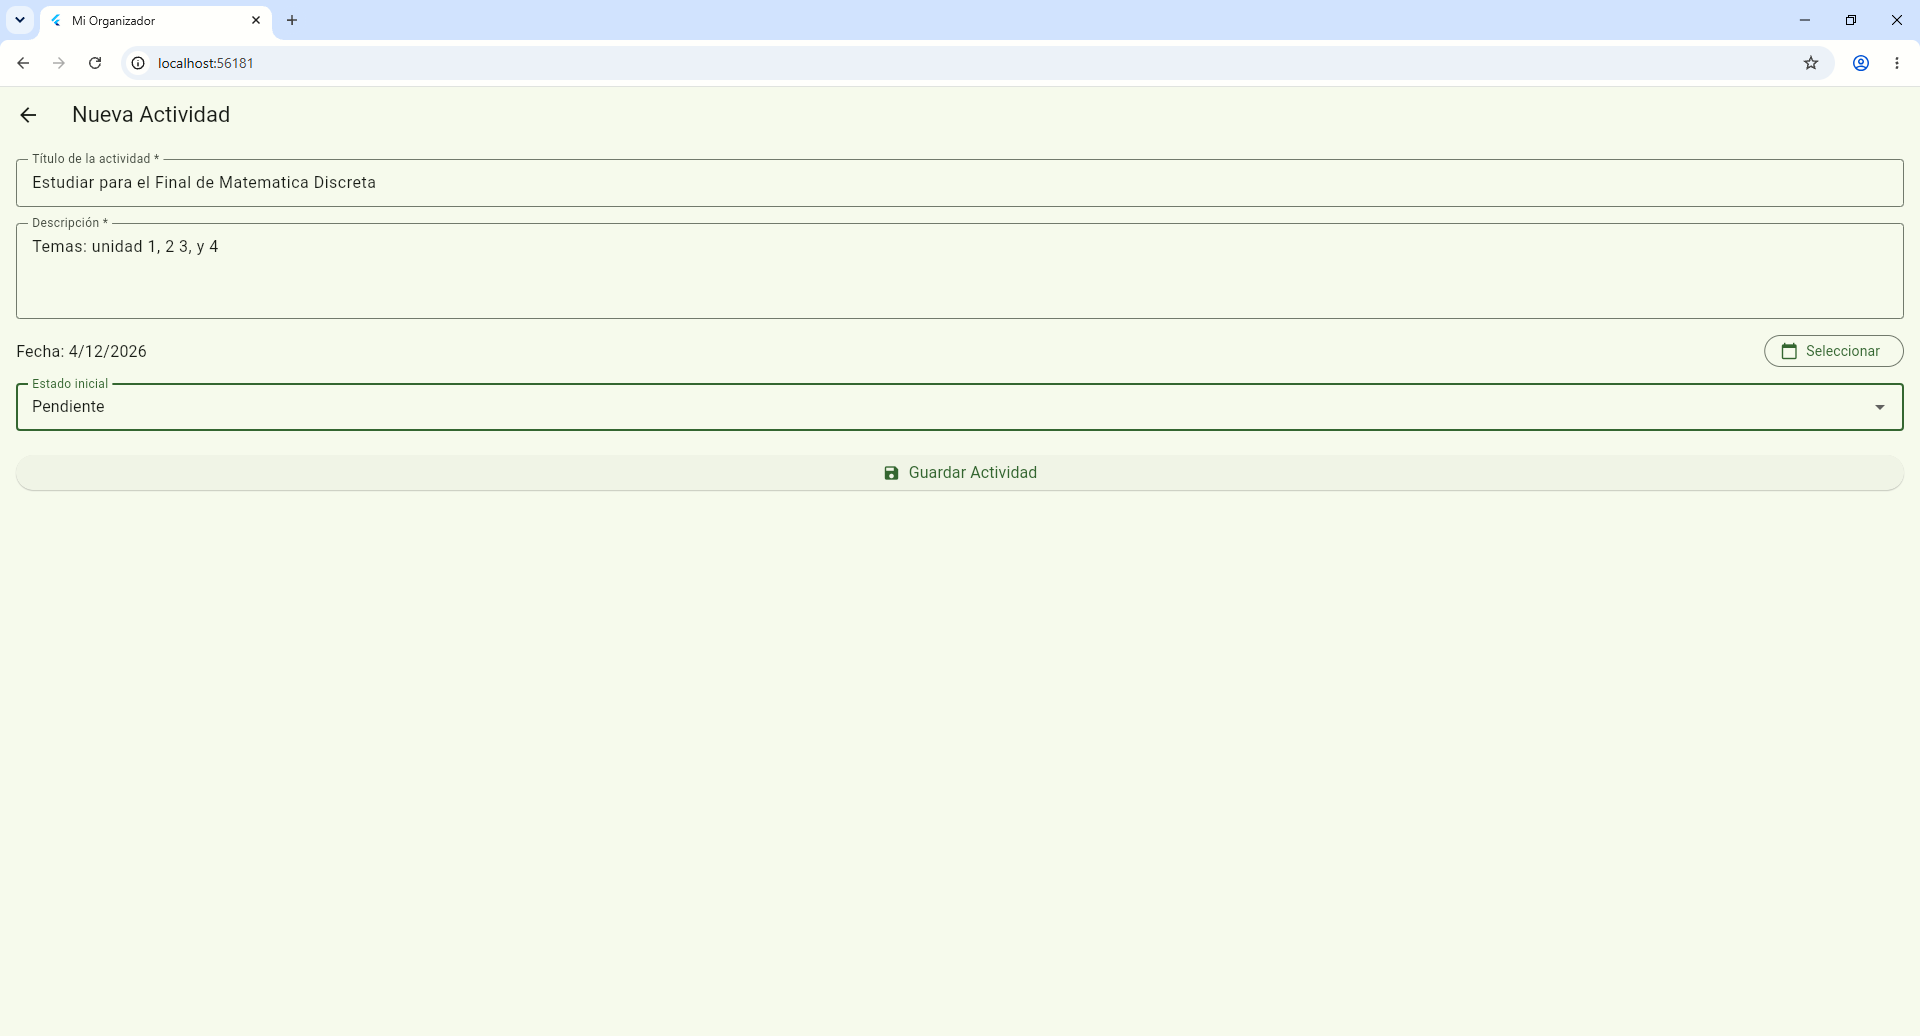 Mi Organizador
localhost:56181
Nueva Actividad
Título de la actividad *
Estudiar para el Final de Matematica Discreta
Descripción *
Temas: unidad 1, 2 3, y 4
Fecha: 4/12/2026
Seleccionar
Estado inicial
Pendiente
Guardar Actividad